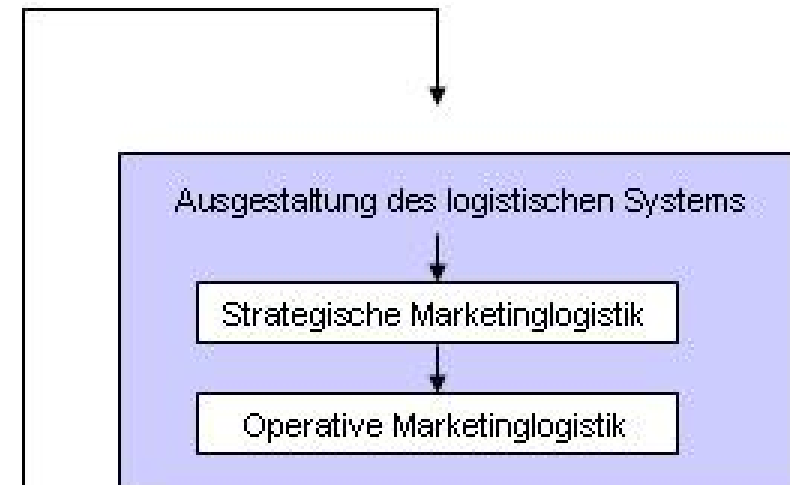 Ausgestaltung des logistischen Systems
Strategische Marketinglogistik
Operative Marketinglogistik